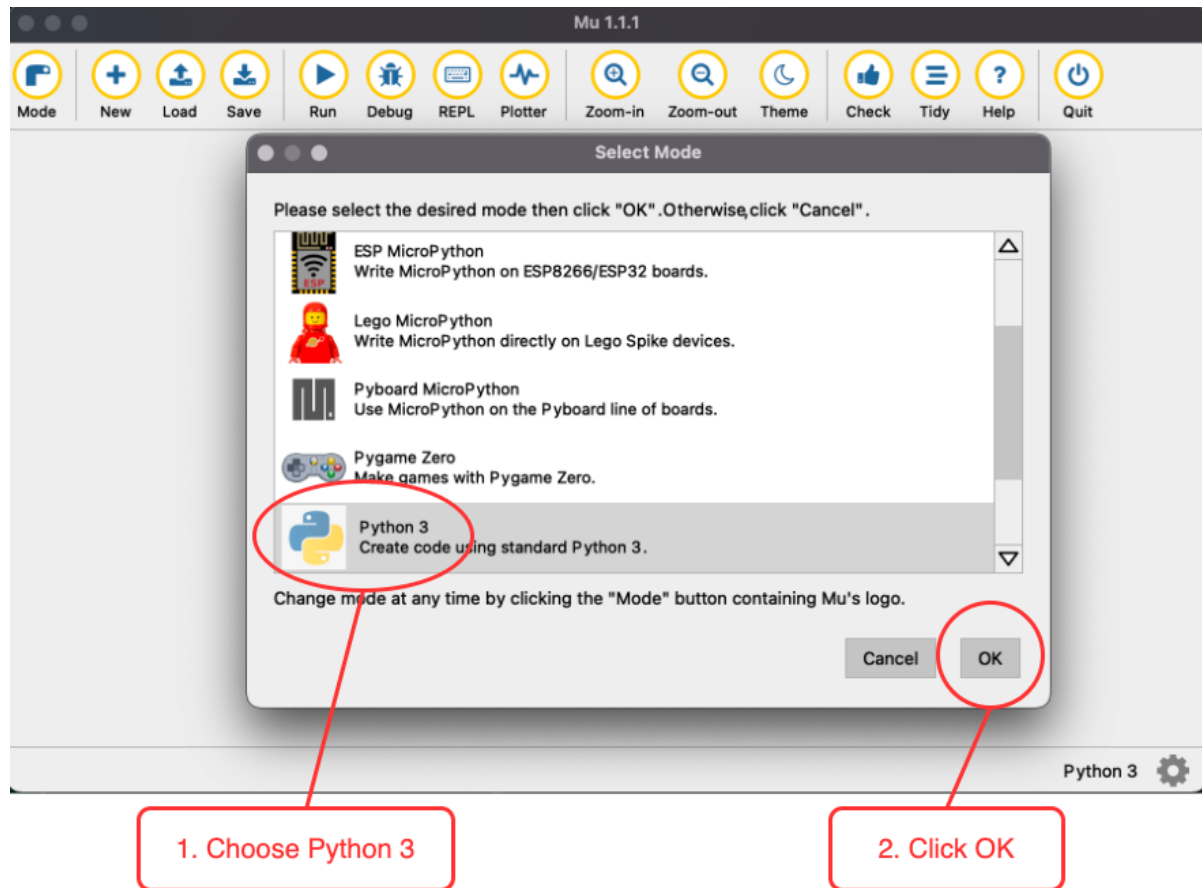 Mu 1.1.1
Mode New Load Save Run Debug REPL Plotter Zoom-in Zoom-out Theme Check Tidy Help Quit
Select Mode
Please select the desired mode then click "OK".Otherwise,click "Cancel".
ESP MicroPython
Write MicroPython on ESP8266/ESP32 boards.
ESP
Lego MicroPython
Write MicroPython directly on Lego Spike devices.
Pyboard MicroPython
Use MicroPython on the Pyboard line of boards.
Pygame Zero
Make games with Pygame Zero.
Python 3
Create code using standard Python 3.
Change mode at any time by clicking the "Mode" button containing Mu's logo.
Cancel OK
Python 3
1. Choose Python 3
2. Click OK